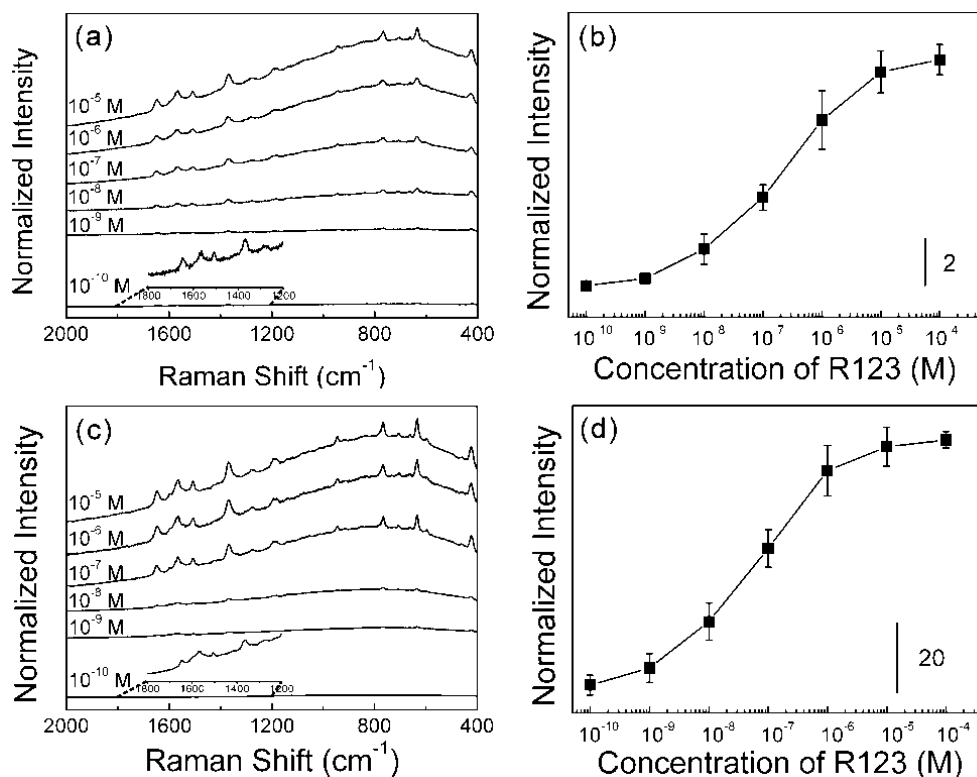 (a)
Normalized Intensity
10⁻⁵ M
10⁻⁶ M
10⁻⁷ M
10⁻⁸ M
10⁻⁹ M
10⁻¹⁰ M
1800 1600 1400 1200
2000 1600 1200 800 400
Raman Shift (cm⁻¹)
(b)
Normalized Intensity
2
10⁻¹⁰ 10⁻⁹ 10⁻⁸ 10⁻⁷ 10⁻⁶ 10⁻⁵ 10⁻⁴
Concentration of R123 (M)
(c)
Normalized Intensity
10⁻⁵ M
10⁻⁶ M
10⁻⁷ M
10⁻⁸ M
10⁻⁹ M
10⁻¹⁰ M
1800 1600 1400 1200
2000 1600 1200 800 400
Raman Shift (cm⁻¹)
(d)
Normalized Intensity
20
10⁻¹⁰ 10⁻⁹ 10⁻⁸ 10⁻⁷ 10⁻⁶ 10⁻⁵ 10⁻⁴
Concentration of R123 (M)